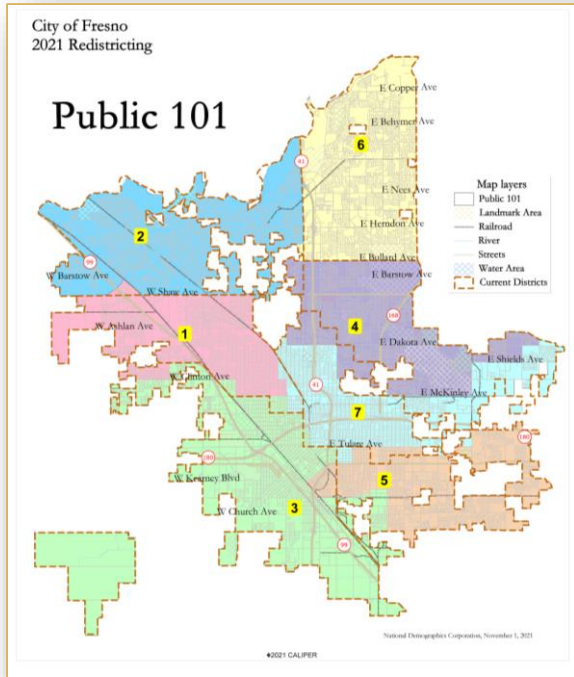 City of Fresno
2021 Redistricting
Public 101
E Copper Ave
E Behymer Ave
6
41
E Nees Ave
Map layers
Public 101
Landmark Area
Railroad
River
Streets
Water Area
Current Districts
2
E Herndon Ave
E Bullard Ave
99
W Barstow Ave
E Barstow Ave
W Shaw Ave
168
W Ashlan Ave
1
4
E Dakota Ave
E Shields Ave
W Clinton Ave
41
E McKinley Ave
7
E Tulare Ave
180
180
W Kearney Blvd
5
W Church Ave
3
99
National Demographics Corporation, November 1, 2021
©2021 CALIPER